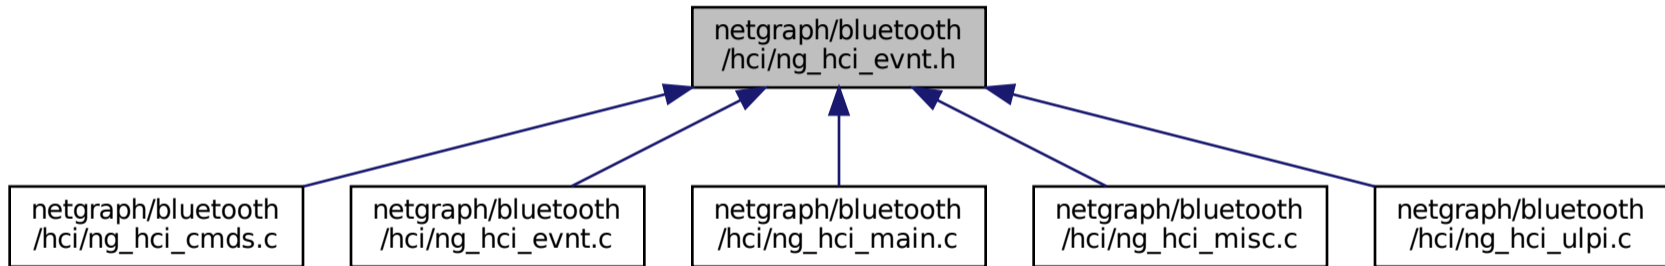 netgraph/bluetooth
/hci/ng_hci_evnt.h
netgraph/bluetooth
/hci/ng_hci_cmds.c
netgraph/bluetooth
/hci/ng_hci_evnt.c
netgraph/bluetooth
/hci/ng_hci_main.c
netgraph/bluetooth
/hci/ng_hci_misc.c
netgraph/bluetooth
/hci/ng_hci_ulpi.c